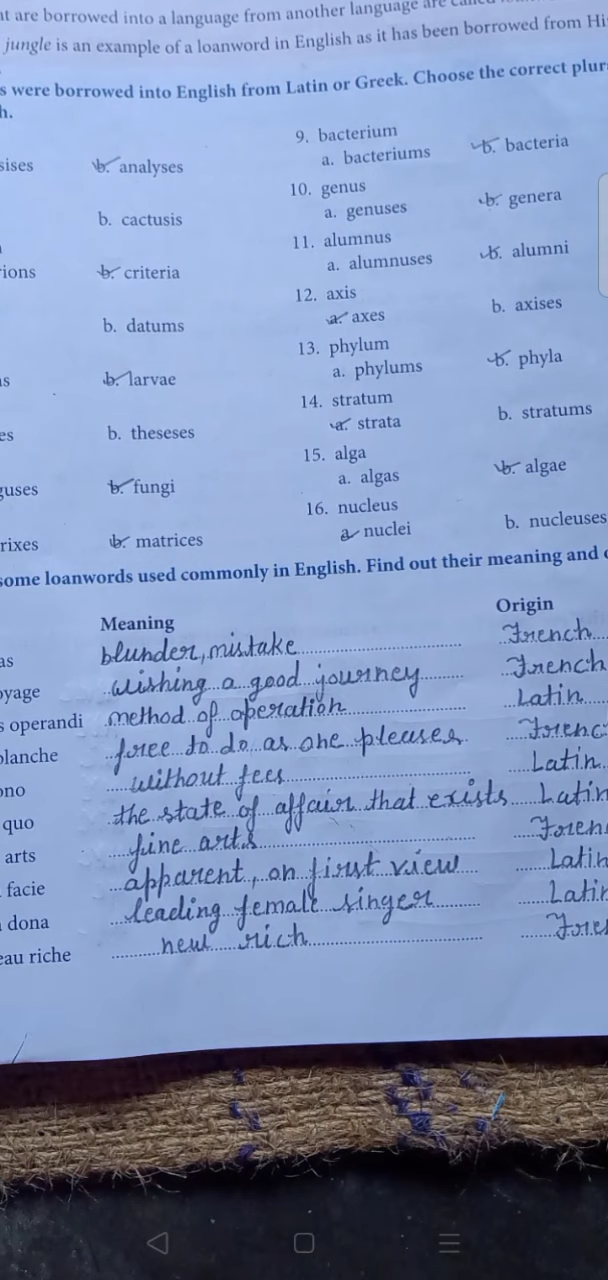 at are borrowed into a language from another language are
jungle is an example of a loanword in English as it has been borrowed from Hi
s were borrowed into English from Latin or Greek. Choose the correct plur
h.
sises b. analyses
b. cactusis
ions b. criteria
b. datums
as b. larvae
es b. theseses
guses b. fungi
rixes b. matrices
9. bacterium
a. bacteriums b. bacteria
10. genus
a. genuses b. genera
11. alumnus
a. alumnuses b. alumni
12. axis
a. axes b. axises
13. phylum
a. phylums b. phyla
14. stratum
a. strata b. stratums
15. alga
a. algas b. algae
16. nucleus
a. nuclei b. nucleuses
some loanwords used commonly in English. Find out their meaning and
Meaning Origin
as blunder, mistake French
oyage wishing a good journey French
s operandi method of operation Latin
blanche free to do as one pleases Frenc
ono without fees Latin
quo the state of affair that exists Latin
arts fine arts Fren
facie apparent, on first view Latin
dona leading female singer Latin
eau riche new rich Fre